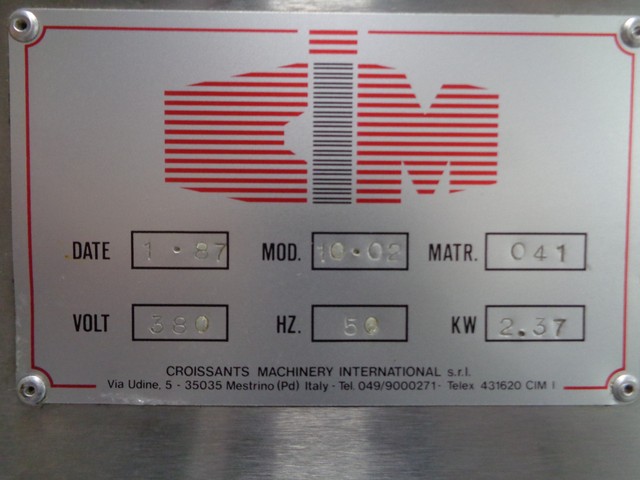 CIM
DATE 1·87 MOD. 10·02 MATR. 041
VOLT 380 HZ. 50 KW 2.37
CROISSANTS MACHINERY INTERNATIONAL s.r.l.
Via Udine, 5 - 35035 Mestrino (Pd) Italy - Tel. 049/9000271 - Telex 431620 CIM I